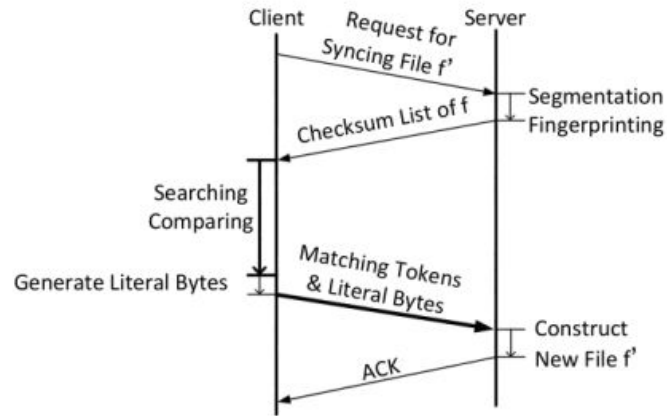 Client
Server
Request for
Syncing File f'
Segmentation
Fingerprinting
Checksum List of f
Searching
Comparing
Generate Literal Bytes
Matching Tokens
& Literal Bytes
Construct
New File f'
ACK